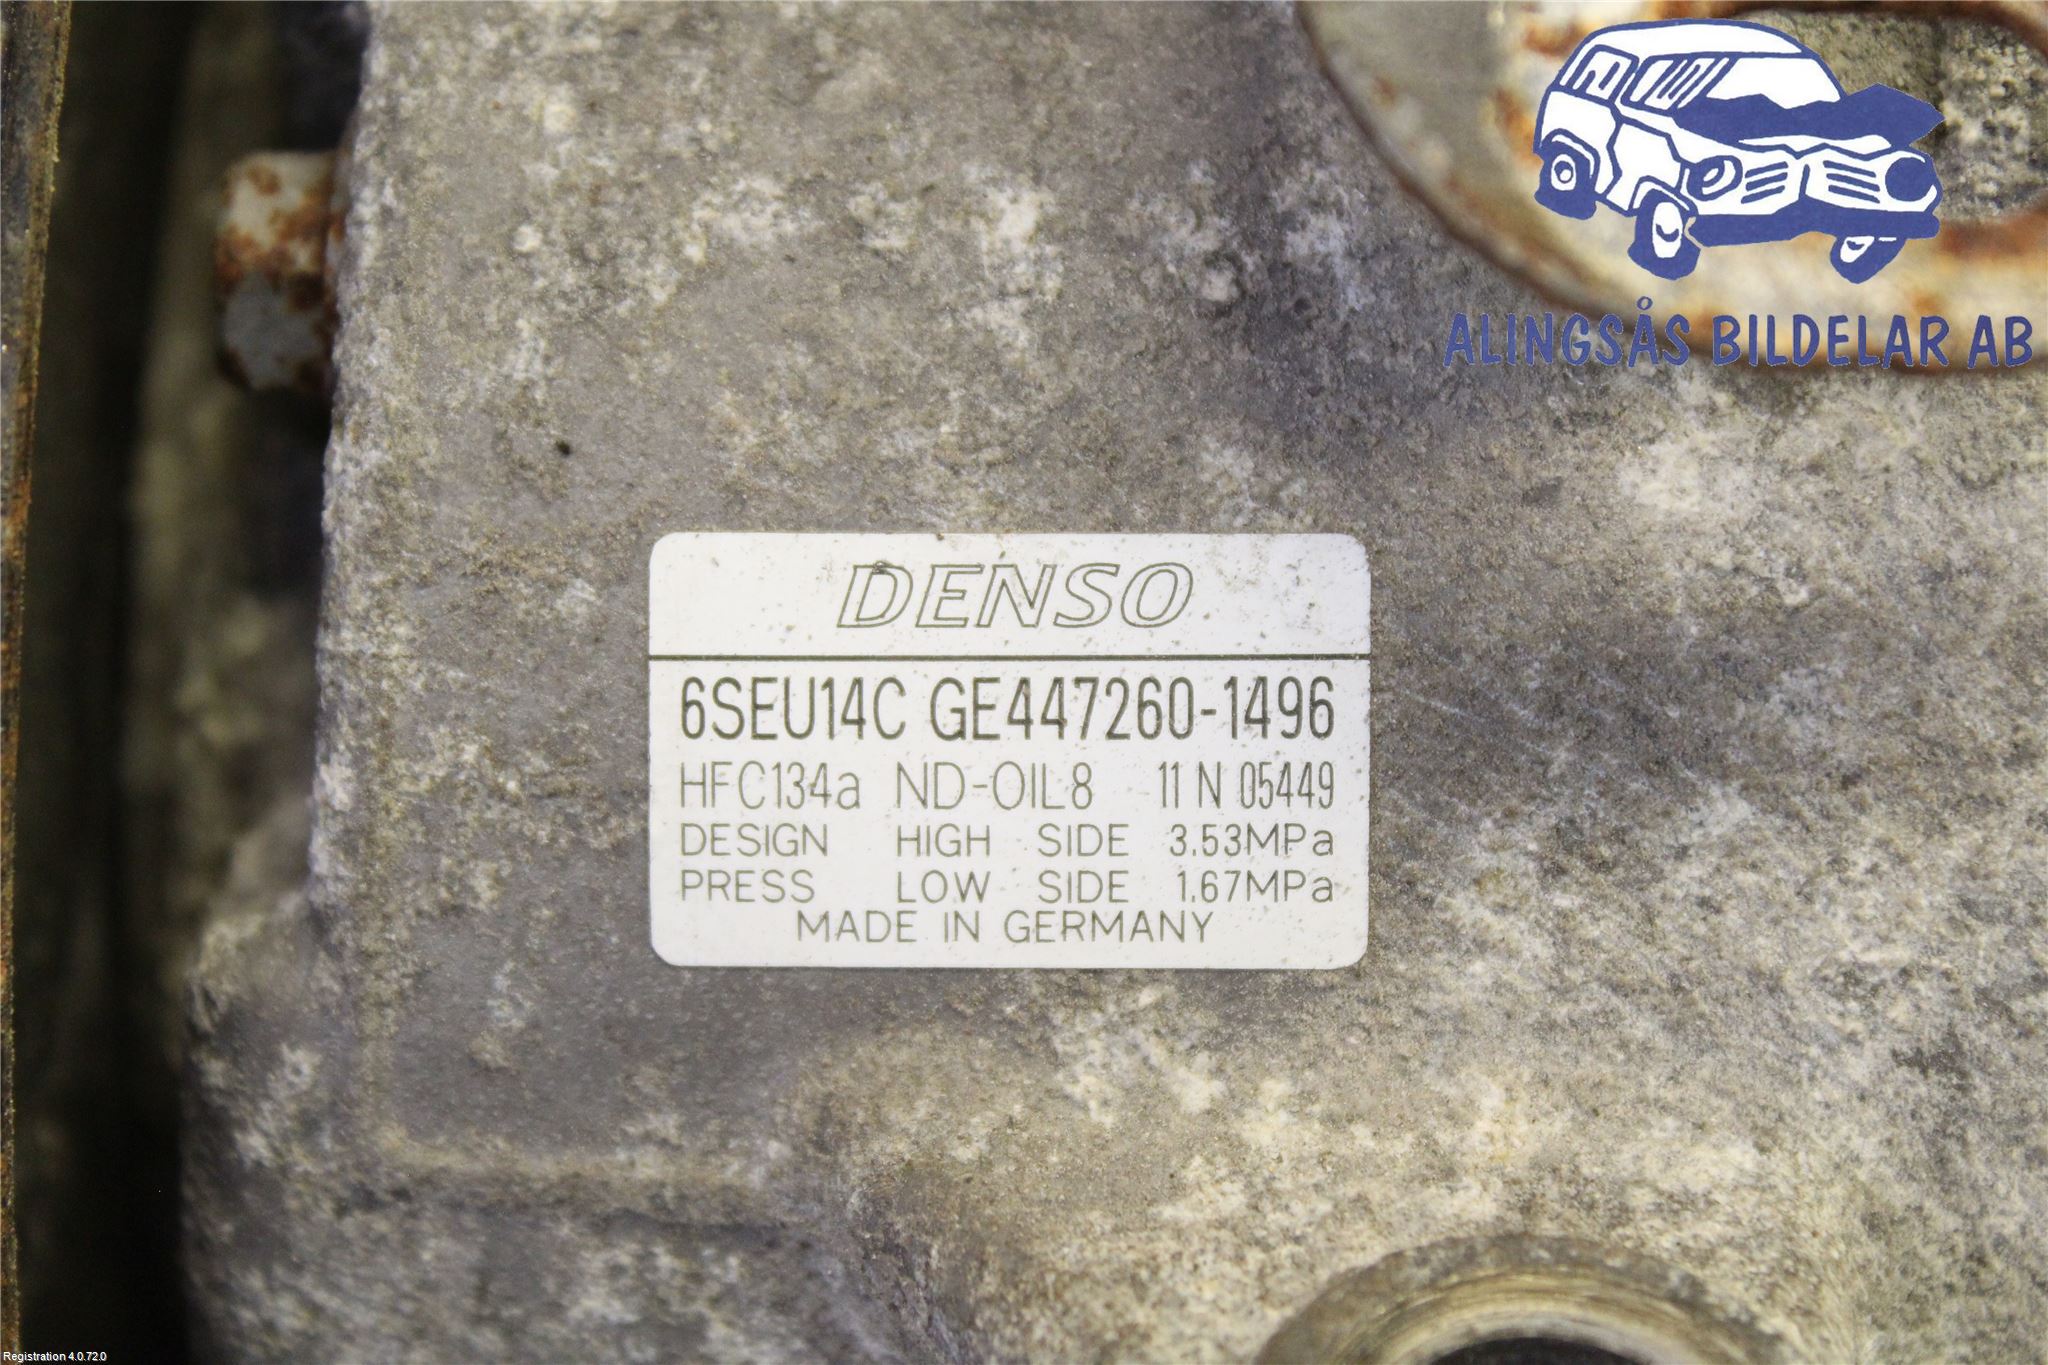 ALINGSÅS BILDELAR AB
DENSO
6SEU14C GE447260-1496
HFC134a ND-OIL8 11 N 05449
DESIGN HIGH SIDE 3.53MPa
PRESS LOW SIDE 1.67MPa
MADE IN GERMANY
Registration 4.0.72.0